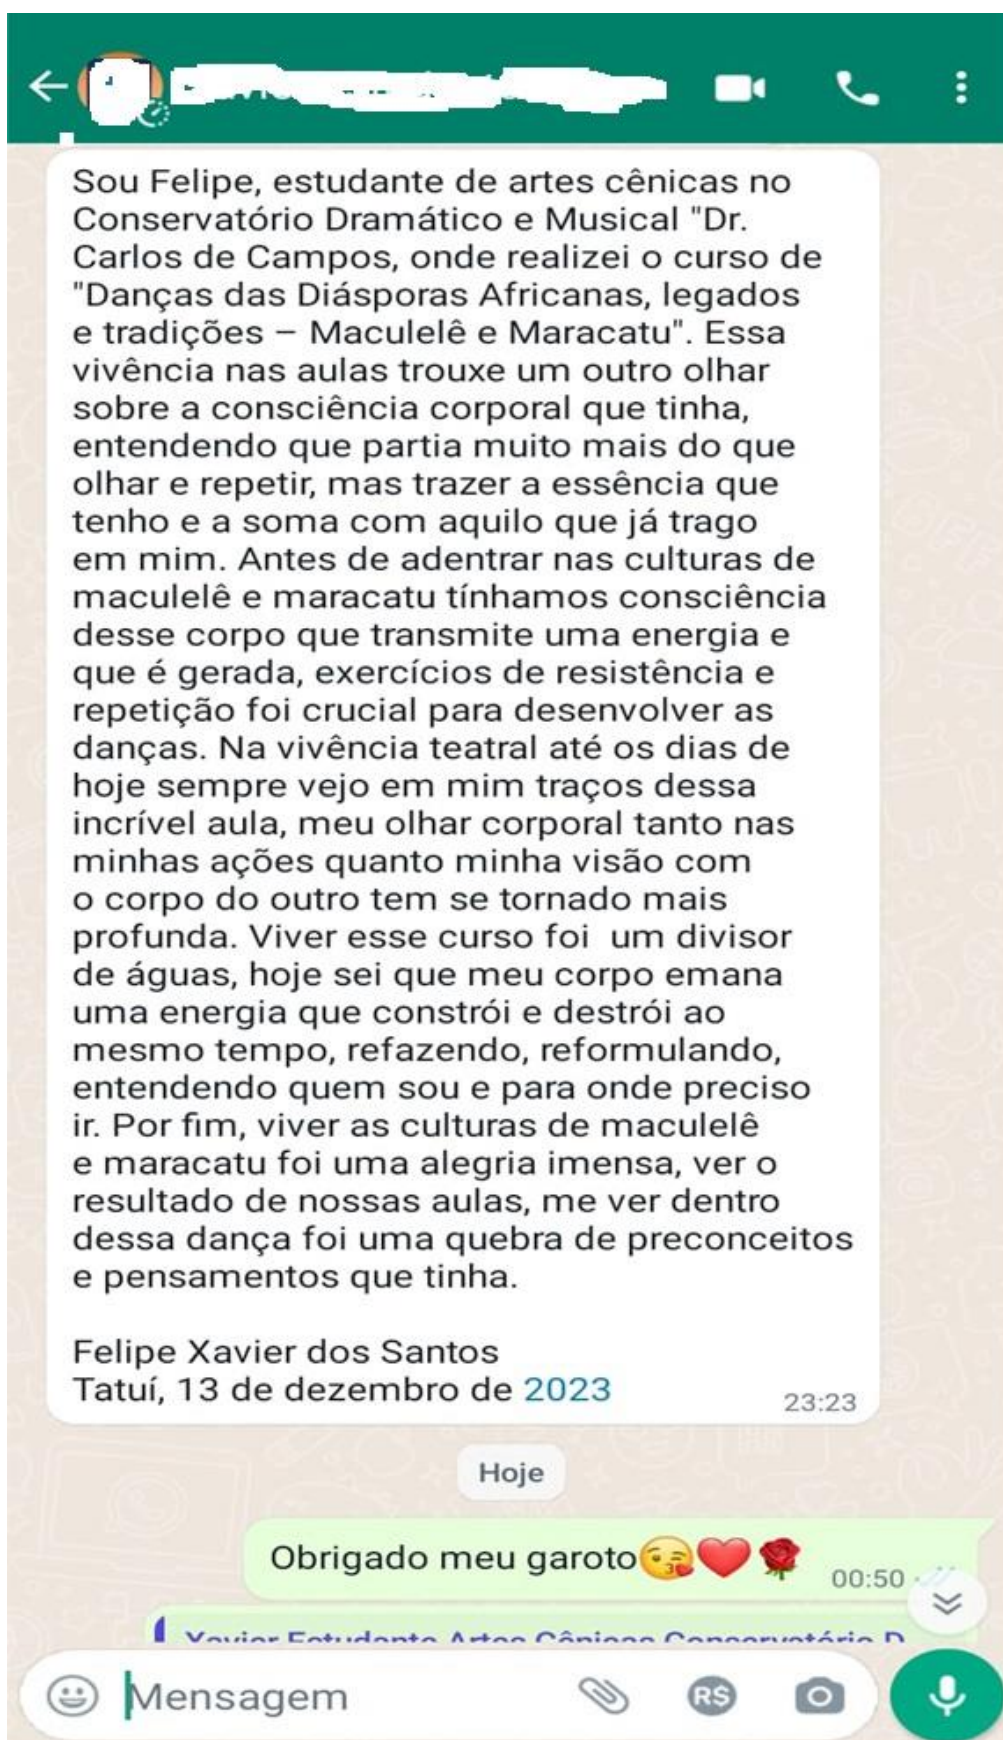 Sou Felipe, estudante de artes cênicas no
Conservatório Dramático e Musical "Dr.
Carlos de Campos, onde realizei o curso de
"Danças das Diásporas Africanas, legados
e tradições – Maculelê e Maracatu". Essa
vivência nas aulas trouxe um outro olhar
sobre a consciência corporal que tinha,
entendendo que partia muito mais do que
olhar e repetir, mas trazer a essência que
tenho e a soma com aquilo que já trago
em mim. Antes de adentrar nas culturas de
maculelê e maracatu tínhamos consciência
desse corpo que transmite uma energia e
que é gerada, exercícios de resistência e
repetição foi crucial para desenvolver as
danças. Na vivência teatral até os dias de
hoje sempre vejo em mim traços dessa
incrível aula, meu olhar corporal tanto nas
minhas ações quanto minha visão com
o corpo do outro tem se tornado mais
profunda. Viver esse curso foi  um divisor
de águas, hoje sei que meu corpo emana
uma energia que constrói e destrói ao
mesmo tempo, refazendo, reformulando,
entendendo quem sou e para onde preciso
ir. Por fim, viver as culturas de maculelê
e maracatu foi uma alegria imensa, ver o
resultado de nossas aulas, me ver dentro
dessa dança foi uma quebra de preconceitos
e pensamentos que tinha.
Felipe Xavier dos Santos
Tatuí, 13 de dezembro de 2023
23:23
Hoje
Obrigado meu garoto😘❤️🌹 00:50
Xavier Estudante Artes Cênicas Conservatório D
Mensagem
R$